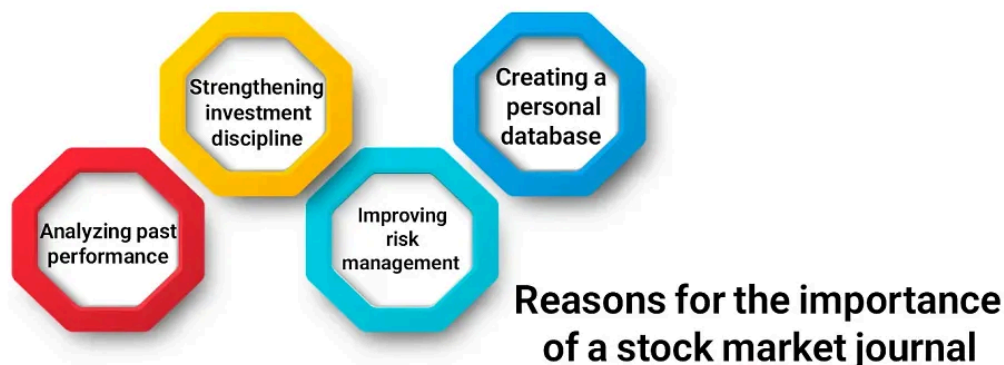 Analyzing past
performance
Strengthening
investment
discipline
Improving
risk
management
Creating a
personal
database
Reasons for the importance
of a stock market journal